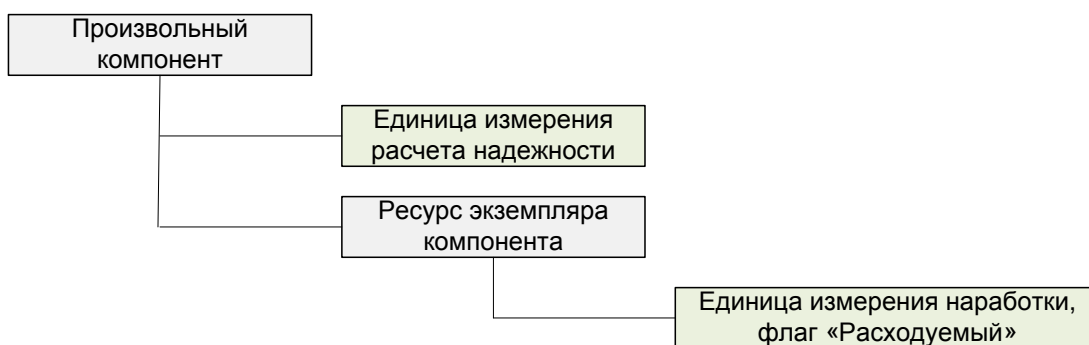 Произвольный
компонент
Единица измерения
расчета надежности
Ресурс экземпляра
компонента
Единица измерения наработки,
флаг «Расходуемый»